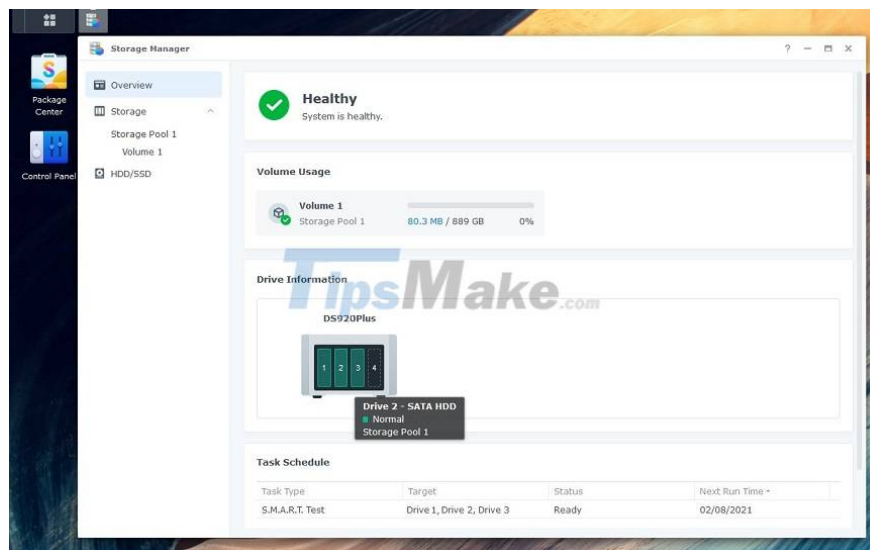 Storage Manager
?
Package
Center
Control Panel
Overview
Storage
Storage Pool 1
Volume 1
HDD/SSD
Healthy
System is healthy.
Volume Usage
Volume 1
Storage Pool 1
80.3 MB / 889 GB
0%
Drive Information
TipsMake.com
DS920Plus
1 2 3 4
Drive 2 - SATA HDD
Normal
Storage Pool 1
Task Schedule
Task Type Target Status Next Run Time
S.M.A.R.T. Test Drive 1, Drive 2, Drive 3 Ready 02/08/2021